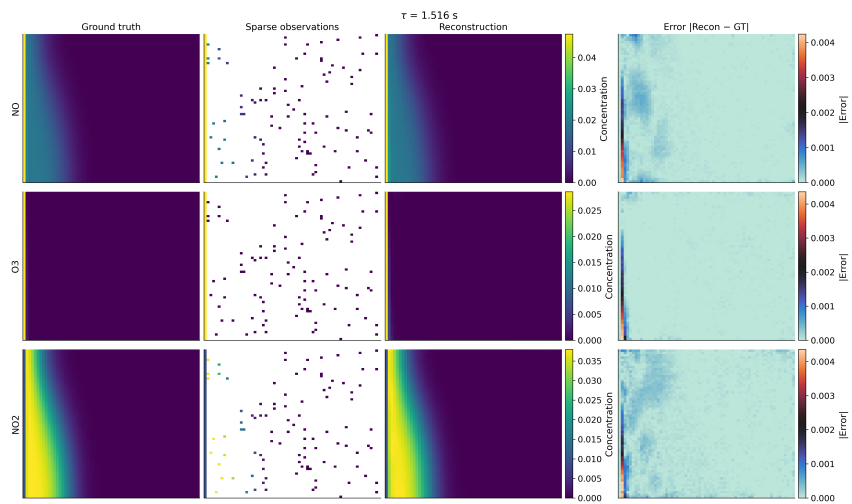 τ = 1.516 s
Ground truth
Sparse observations
Reconstruction
Error |Recon − GT|
NO
0.04
0.03
0.02
0.01
0.00
Concentration
0.004
0.003
0.002
0.001
0.000
|Error|
O3
0.025
0.020
0.015
0.010
0.005
0.000
Concentration
0.004
0.003
0.002
0.001
0.000
|Error|
NO2
0.035
0.030
0.025
0.020
0.015
0.010
0.005
0.000
Concentration
0.004
0.003
0.002
0.001
0.000
|Error|